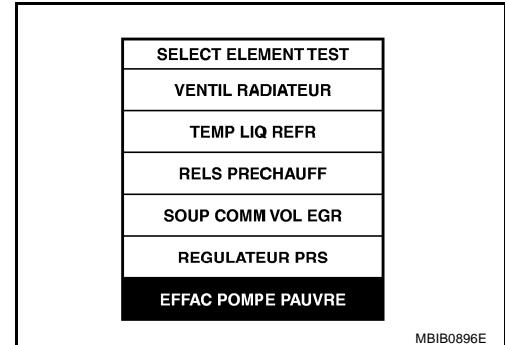 SELECT ELEMENT TEST
VENTIL RADIATEUR
TEMP LIQ REFR
RELS PRECHAUFF
SOUP COMM VOL EGR
REGULATEUR PRS
EFFAC POMPE PAUVRE
MBIB0896E